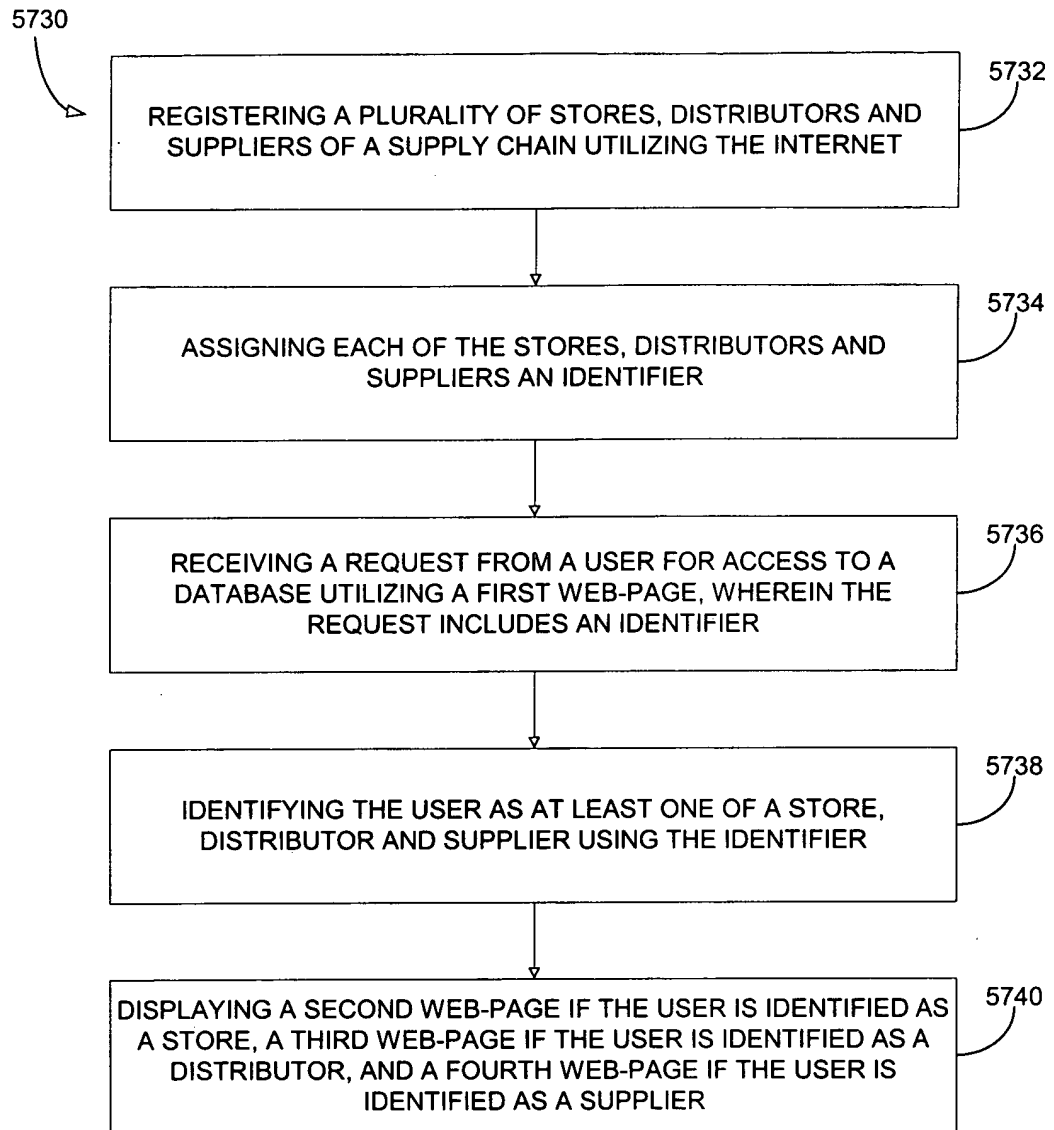 5730
REGISTERING A PLURALITY OF STORES, DISTRIBUTORS AND
SUPPLIERS OF A SUPPLY CHAIN UTILIZING THE INTERNET
5732
ASSIGNING EACH OF THE STORES, DISTRIBUTORS AND
SUPPLIERS AN IDENTIFIER
5734
RECEIVING A REQUEST FROM A USER FOR ACCESS TO A
DATABASE UTILIZING A FIRST WEB-PAGE, WHEREIN THE
REQUEST INCLUDES AN IDENTIFIER
5736
IDENTIFYING THE USER AS AT LEAST ONE OF A STORE,
DISTRIBUTOR AND SUPPLIER USING THE IDENTIFIER
5738
DISPLAYING A SECOND WEB-PAGE IF THE USER IS IDENTIFIED AS
A STORE, A THIRD WEB-PAGE IF THE USER IS IDENTIFIED AS A
DISTRIBUTOR, AND A FOURTH WEB-PAGE IF THE USER IS
IDENTIFIED AS A SUPPLIER
5740